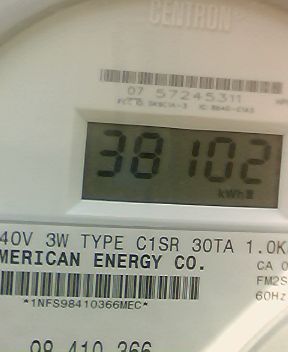 CENTRON
07 57245311
38102
kWh
40V 3W TYPE C1SR 30TA 1.0K
MERICAN ENERGY CO.
CA 0
FM2S
*1NFS98410366MEC*
60Hz
98 410 366